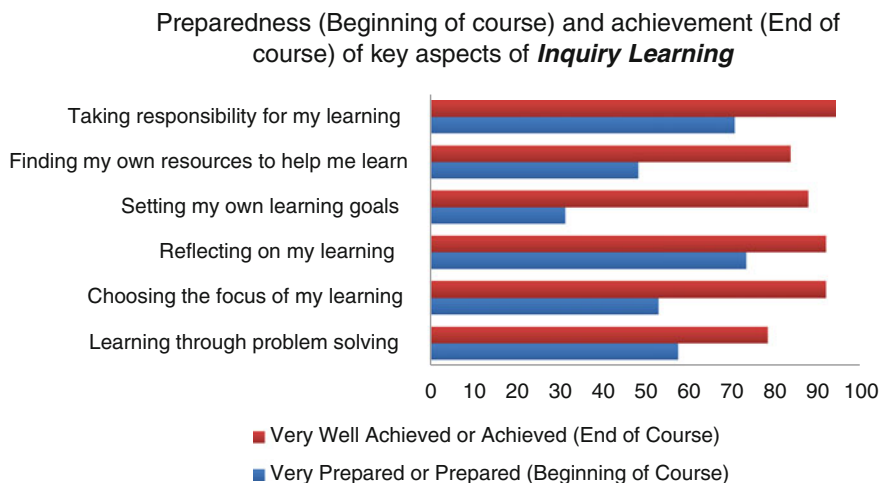 Preparedness (Beginning of course) and achievement (End of
course) of key aspects of Inquiry Learning
Taking responsibility for my learning
Finding my own resources to help me learn
Setting my own learning goals
Reflecting on my learning
Choosing the focus of my learning
Learning through problem solving
0 10 20 30 40 50 60 70 80 90 100
Very Well Achieved or Achieved (End of Course)
Very Prepared or Prepared (Beginning of Course)